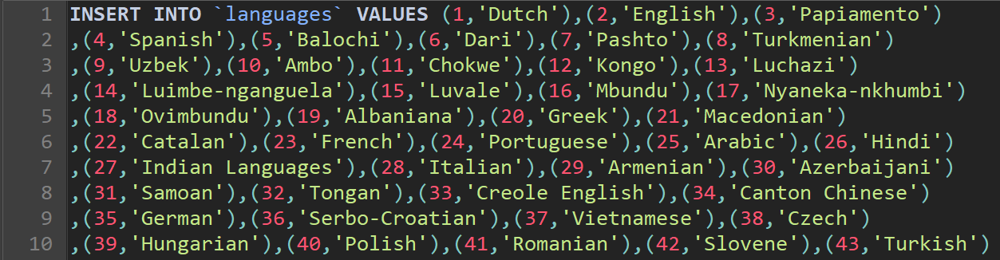 1 INSERT INTO `languages` VALUES (1,'Dutch'),(2,'English'),(3,'Papiamento')
2 ,(4,'Spanish'),(5,'Balochi'),(6,'Dari'),(7,'Pashto'),(8,'Turkmenian')
3 ,(9,'Uzbek'),(10,'Ambo'),(11,'Chokwe'),(12,'Kongo'),(13,'Luchazi')
4 ,(14,'Luimbe-nganguela'),(15,'Luvale'),(16,'Mbundu'),(17,'Nyaneka-nkhumbi')
5 ,(18,'Ovimbundu'),(19,'Albaniana'),(20,'Greek'),(21,'Macedonian')
6 ,(22,'Catalan'),(23,'French'),(24,'Portuguese'),(25,'Arabic'),(26,'Hindi')
7 ,(27,'Indian Languages'),(28,'Italian'),(29,'Armenian'),(30,'Azerbaijani')
8 ,(31,'Samoan'),(32,'Tongan'),(33,'Creole English'),(34,'Canton Chinese')
9 ,(35,'German'),(36,'Serbo-Croatian'),(37,'Vietnamese'),(38,'Czech')
10 ,(39,'Hungarian'),(40,'Polish'),(41,'Romanian'),(42,'Slovene'),(43,'Turkish')